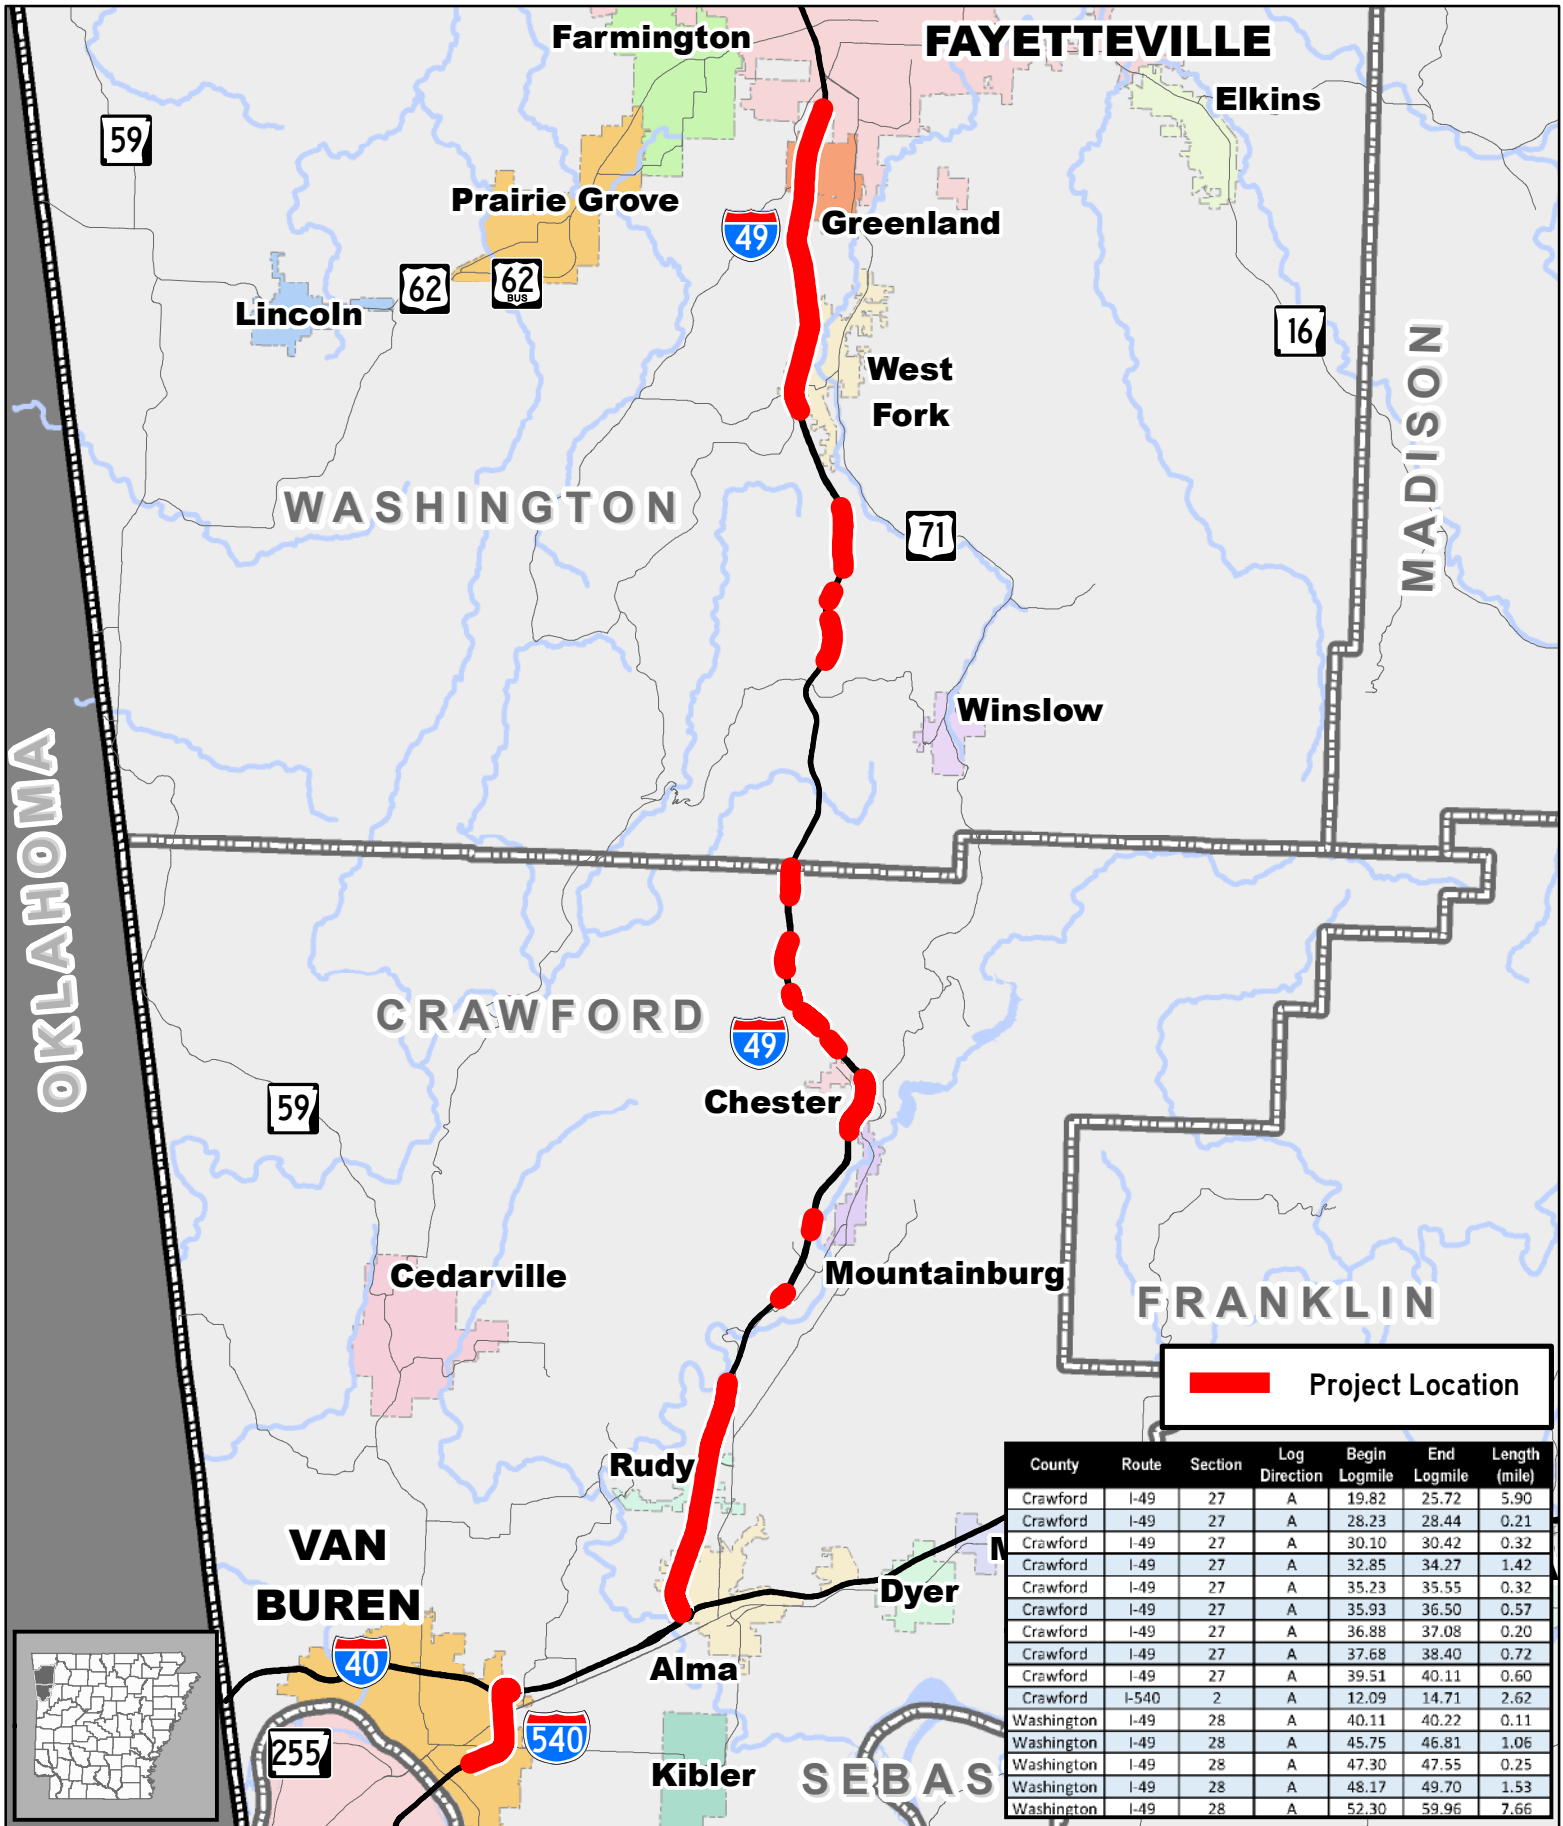 Farmington
FAYETTEVILLE
Elkins
59
Prairie Grove
Greenland
49
62
62
BUS
Lincoln
16
West
Fork
MADISON
WASHINGTON
71
Winslow
OKLAHOMA
CRAWFORD
49
Chester
59
Cedarville
Mountainburg
FRANKLIN
Project Location
Rudy
VAN
BUREN
Dyer
M
40
Alma
540
255
Kibler
SEBAS
County Route Section Log Direction Begin Logmile End Logmile Length (mile)
Crawford I-49 27 A 19.82 25.72 5.90
Crawford I-49 27 A 28.23 28.44 0.21
Crawford I-49 27 A 30.10 30.42 0.32
Crawford I-49 27 A 32.85 34.27 1.42
Crawford I-49 27 A 35.23 35.55 0.32
Crawford I-49 27 A 35.93 36.50 0.57
Crawford I-49 27 A 36.88 37.08 0.20
Crawford I-49 27 A 37.68 38.40 0.72
Crawford I-49 27 A 39.51 40.11 0.60
Crawford I-540 2 A 12.09 14.71 2.62
Washington I-49 28 A 40.11 40.22 0.11
Washington I-49 28 A 45.75 46.81 1.06
Washington I-49 28 A 47.30 47.55 0.25
Washington I-49 28 A 48.17 49.70 1.53
Washington I-49 28 A 52.30 59.96 7.66